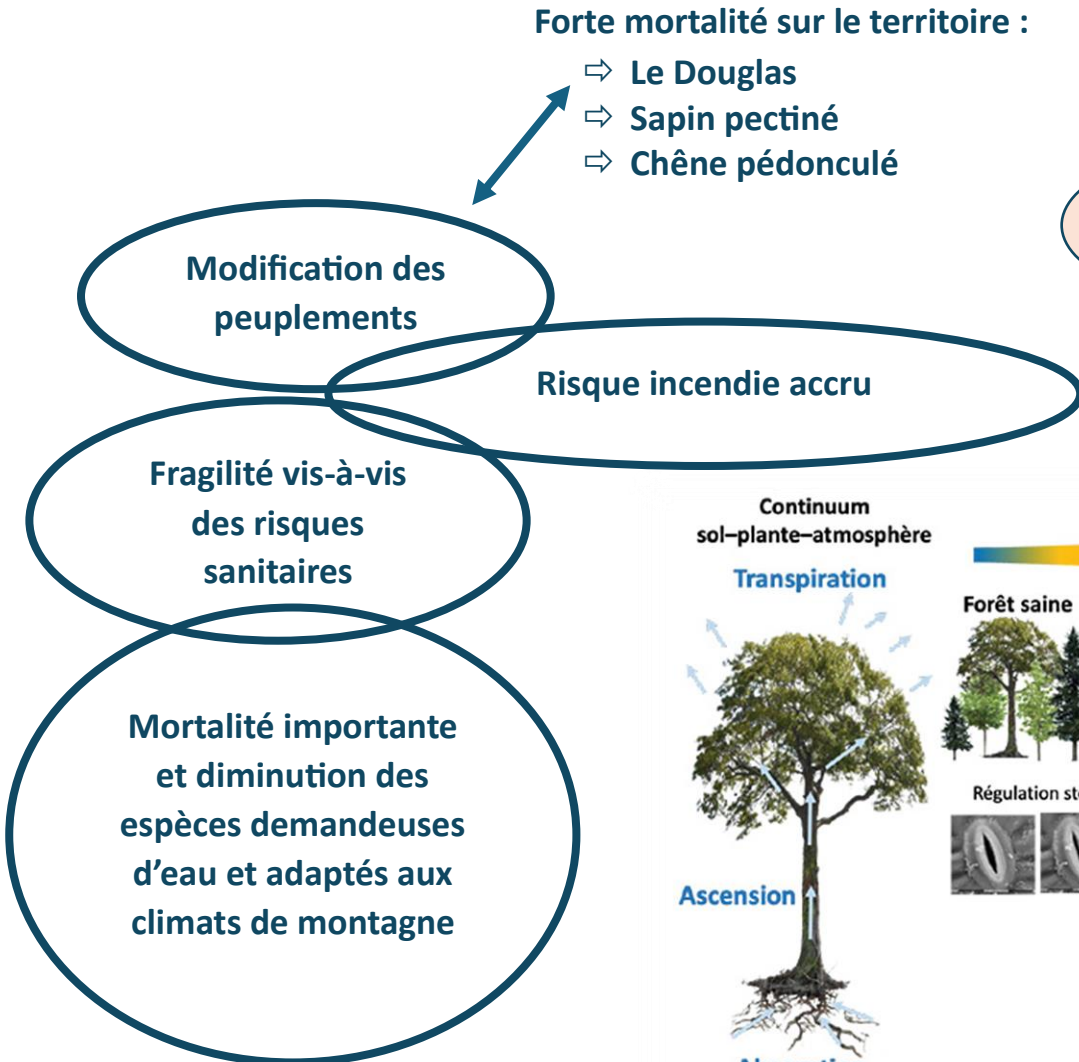 Forte mortalité sur le territoire :
⇨ Le Douglas
⇨ Sapin pectiné
⇨ Chêne pédonculé
Modification des
peuplements
Risque incendie accru
Fragilité vis-à-vis
des risques
sanitaires
Mortalité importante
et diminution des
espèces demandeuses
d'eau et adaptés aux
climats de montagne
Continuum
sol–plante–atmosphère
Transpiration
Ascension
Forêt saine
Régulation